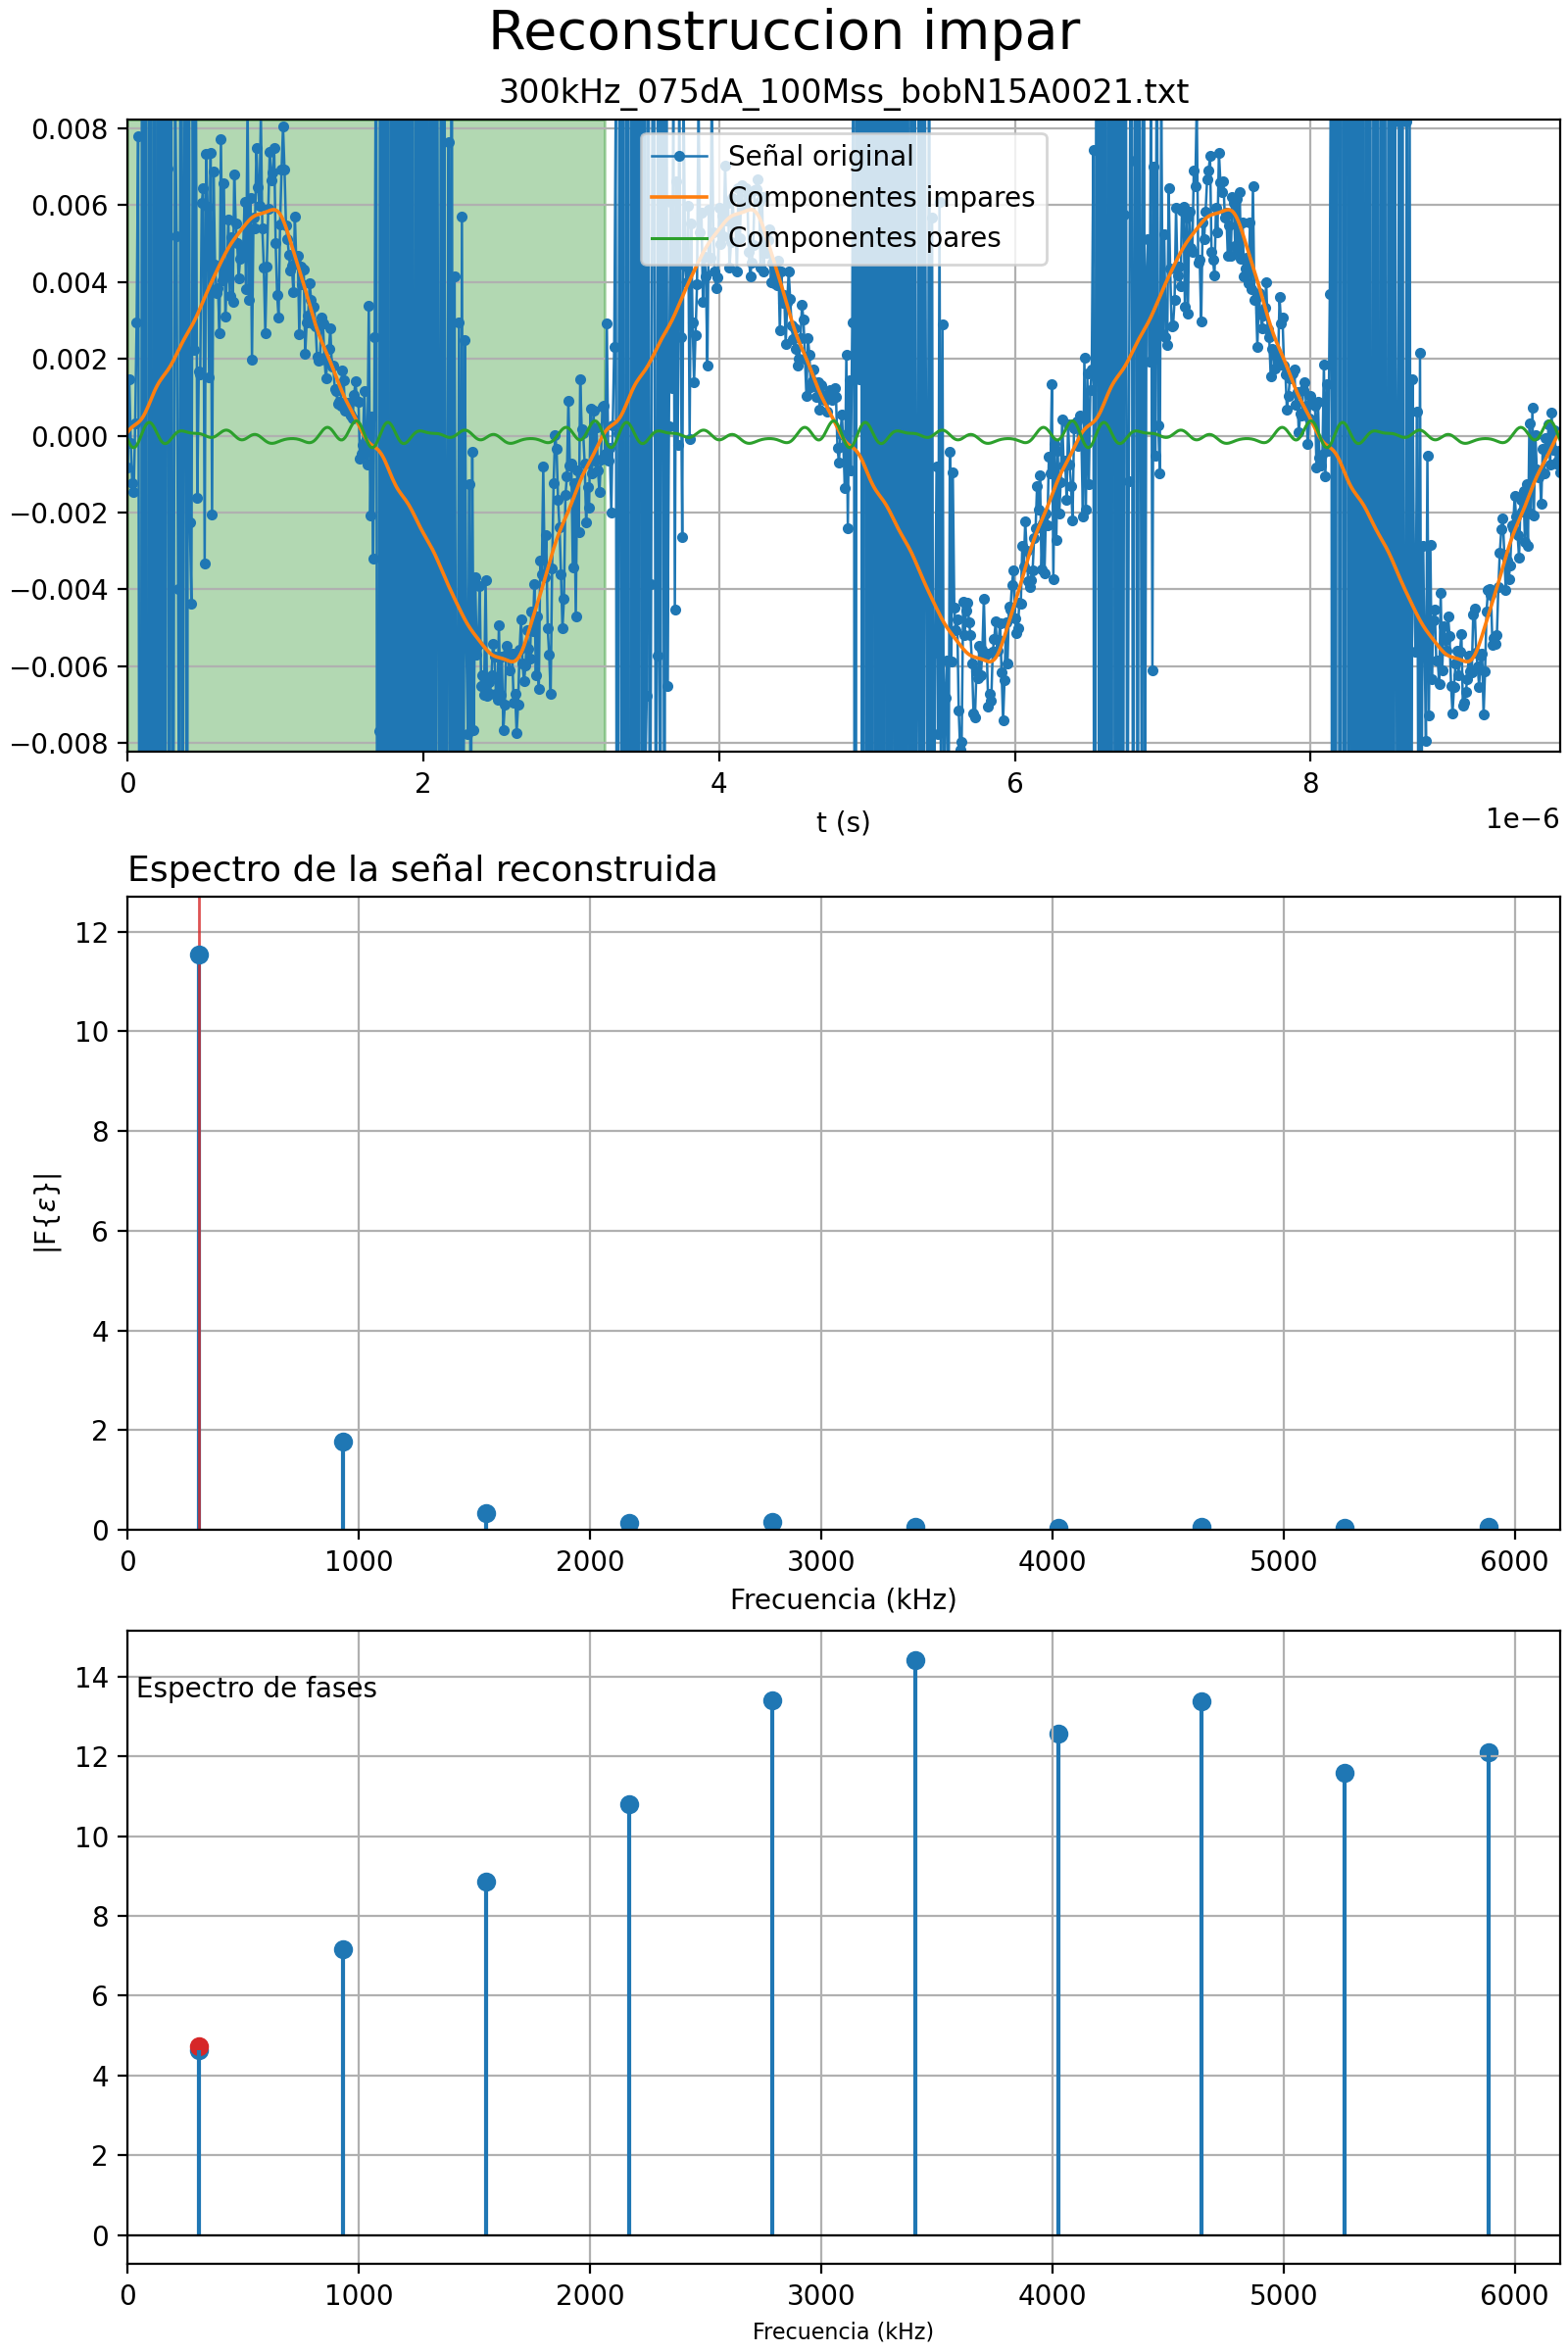 Reconstruccion impar
300kHz_075dA_100Mss_bobN15A0021.txt
0.008
0.006
0.004
0.002
0.000
−0.002
−0.004
−0.006
−0.008
Señal original
Componentes impares
Componentes pares
0 2 4 6 8
1e−6
t (s)
Espectro de la señal reconstruida
12
10
8
6
4
2
0
|F{ε}|
0 1000 2000 3000 4000 5000 6000
Frecuencia (kHz)
Espectro de fases
14
12
10
8
6
4
2
0
0 1000 2000 3000 4000 5000 6000
Frecuencia (kHz)